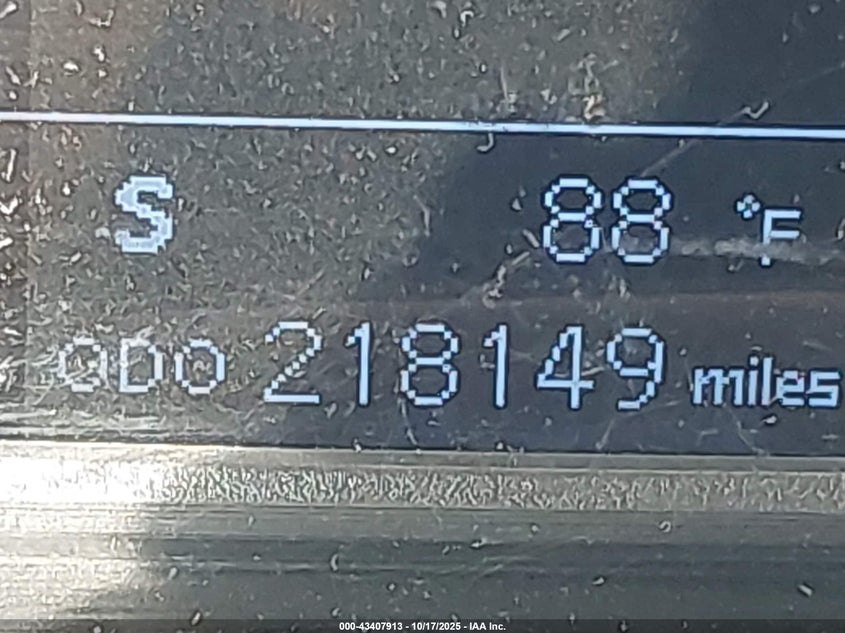 S 88 °F
ODO 218149 miles
000-43407913 - 10/17/2025 - IAA Inc.